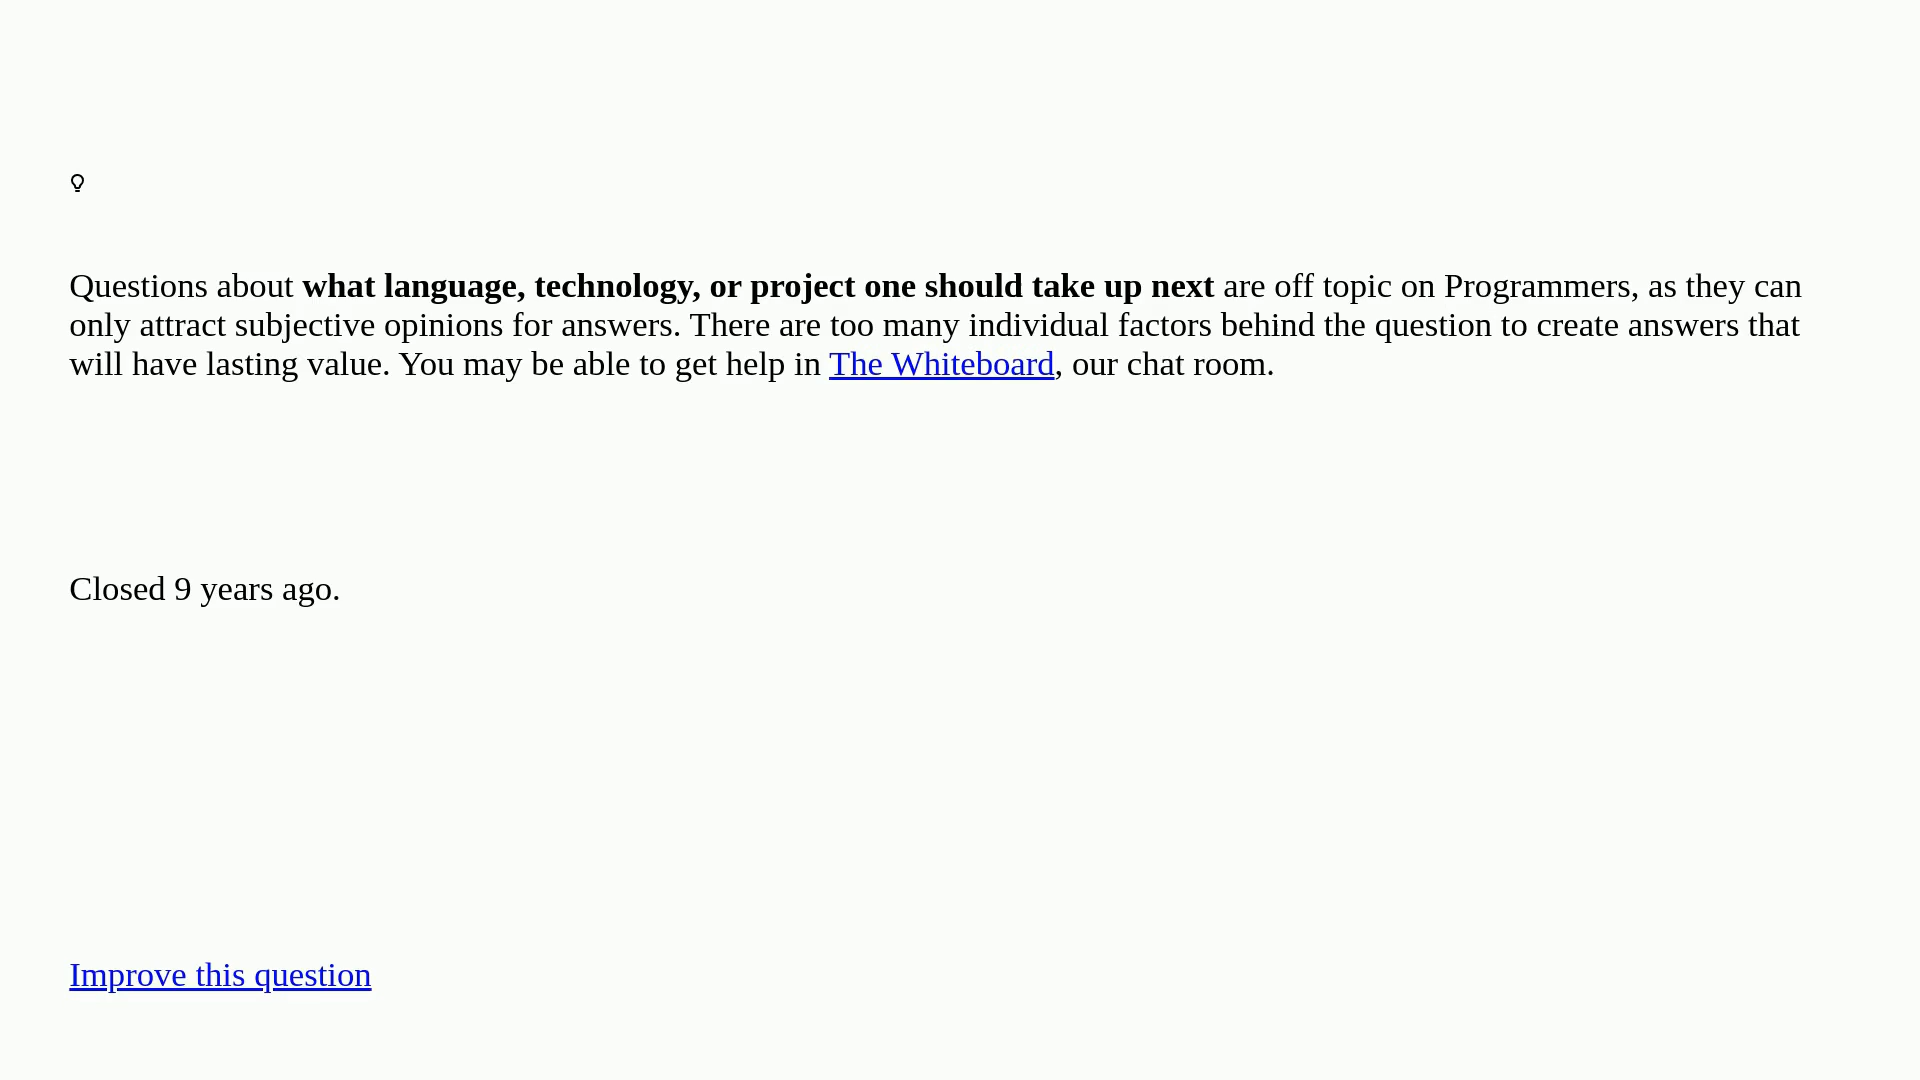 Questions about what language, technology, or project one should take up next are off topic on Programmers, as they can
only attract subjective opinions for answers. There are too many individual factors behind the question to create answers that
will have lasting value. You may be able to get help in The Whiteboard, our chat room.
Closed 9 years ago.
Improve this question